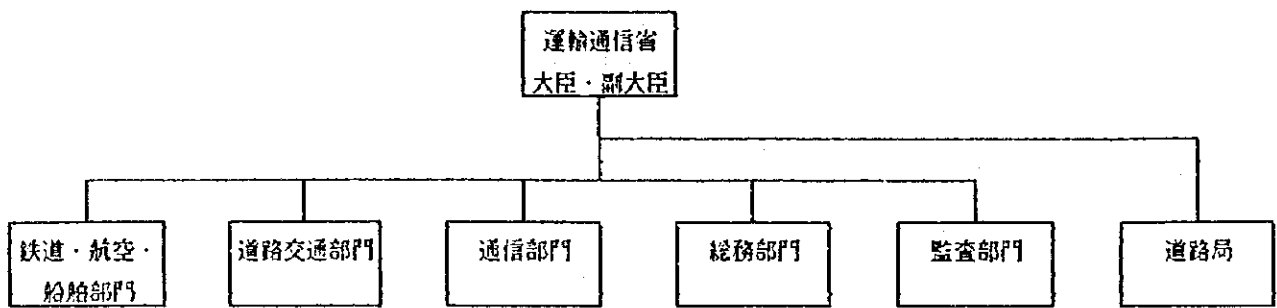 運輸通信省
大臣・副大臣
鉄道・航空・
船舶部門
道路交通部門
通信部門
総務部門
監査部門
道路局